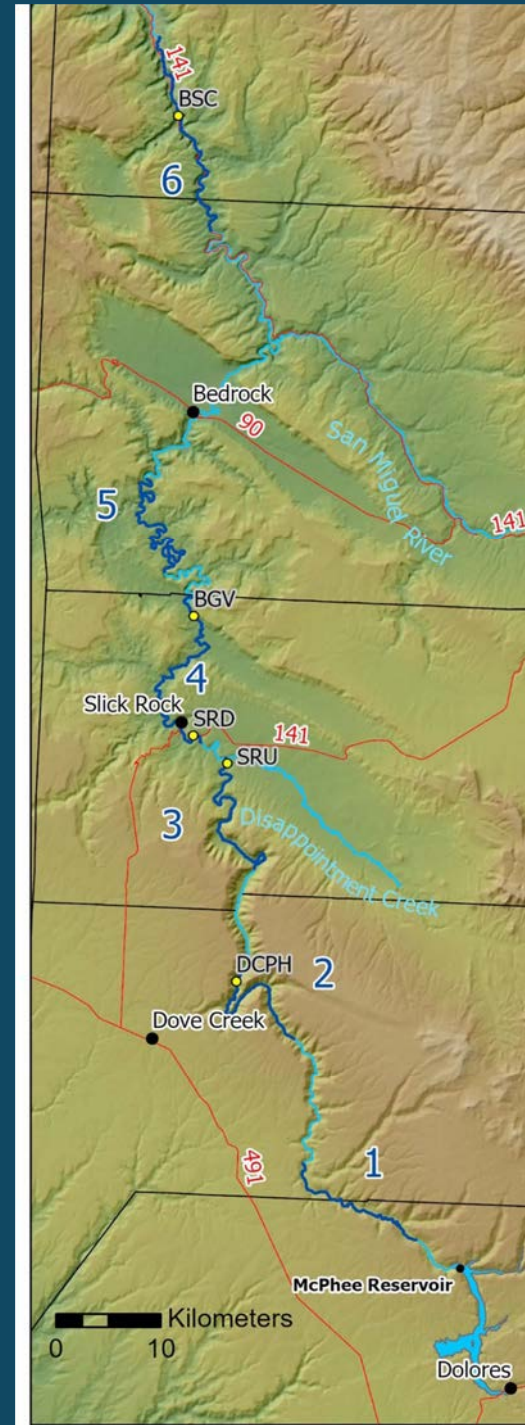 141
BSC
6
Bedrock
90
San Miguel River
141
5
BGV
4
Slick Rock
SRD
141
SRU
3
Disappointment Creek
DCPH
2
Dove Creek
491
1
McPhee Reservoir
Kilometers
0 10
Dolores